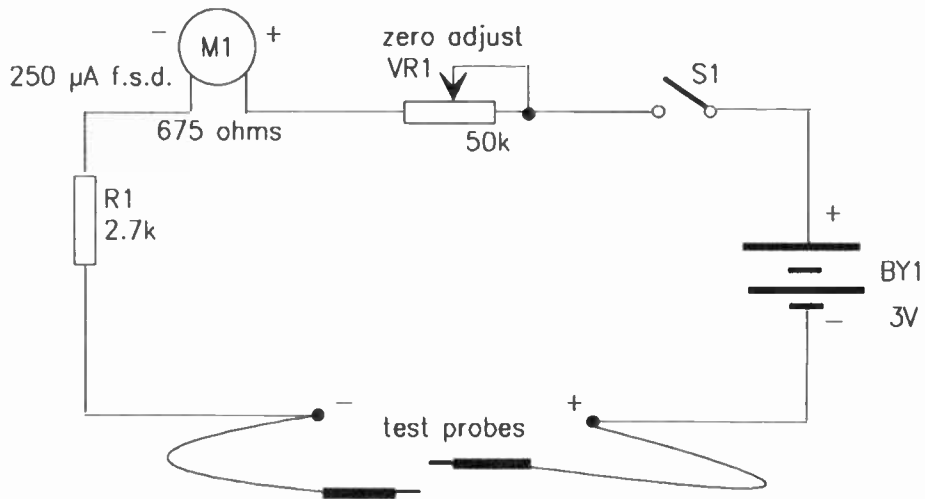 - M1 +
250 µA f.s.d.
675 ohms
zero adjust
VR1
50k
S1
R1
2.7k
+
BY1
3V
-
-
+
test probes